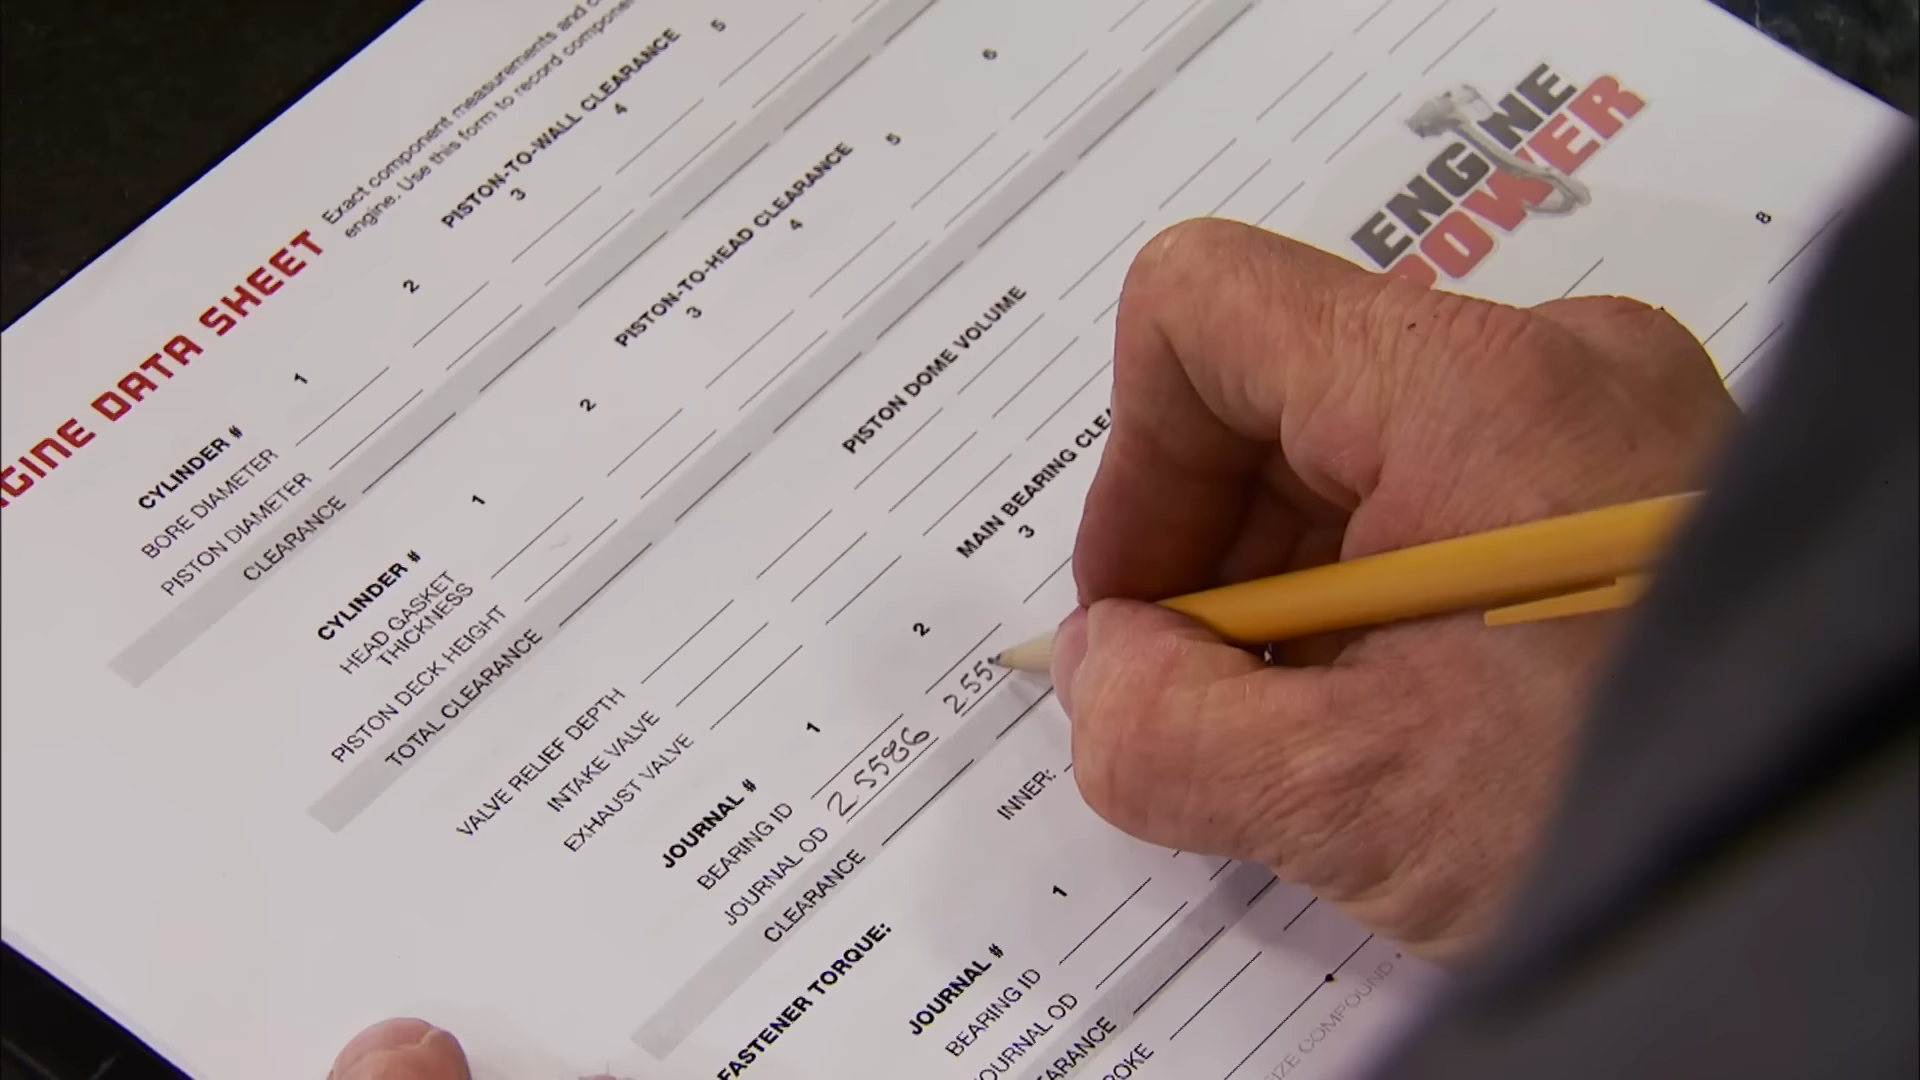 ENGINE DATA SHEET
Exact component measurements and
engine. Use this form to record
PISTON-TO-WALL CLEARANCE
CYLINDER # 1 2 3 4 5
BORE DIAMETER
PISTON DIAMETER
CLEARANCE
PISTON-TO-HEAD CLEARANCE
CYLINDER # 1 2 3 4 5 6
HEAD GASKET
THICKNESS
PISTON DECK HEIGHT
TOTAL CLEARANCE
PISTON DOME VOLUME
VALVE RELIEF DEPTH
INTAKE VALVE
EXHAUST VALVE
ENGINE
POWER
MAIN BEARING
JOURNAL # 1 2 3 8
BEARING ID
JOURNAL OD 2.5586 2.55
CLEARANCE
FASTENER TORQUE: INNER:
JOURNAL # 1
BEARING ID
JOURNAL OD
SIZE COMPOUND